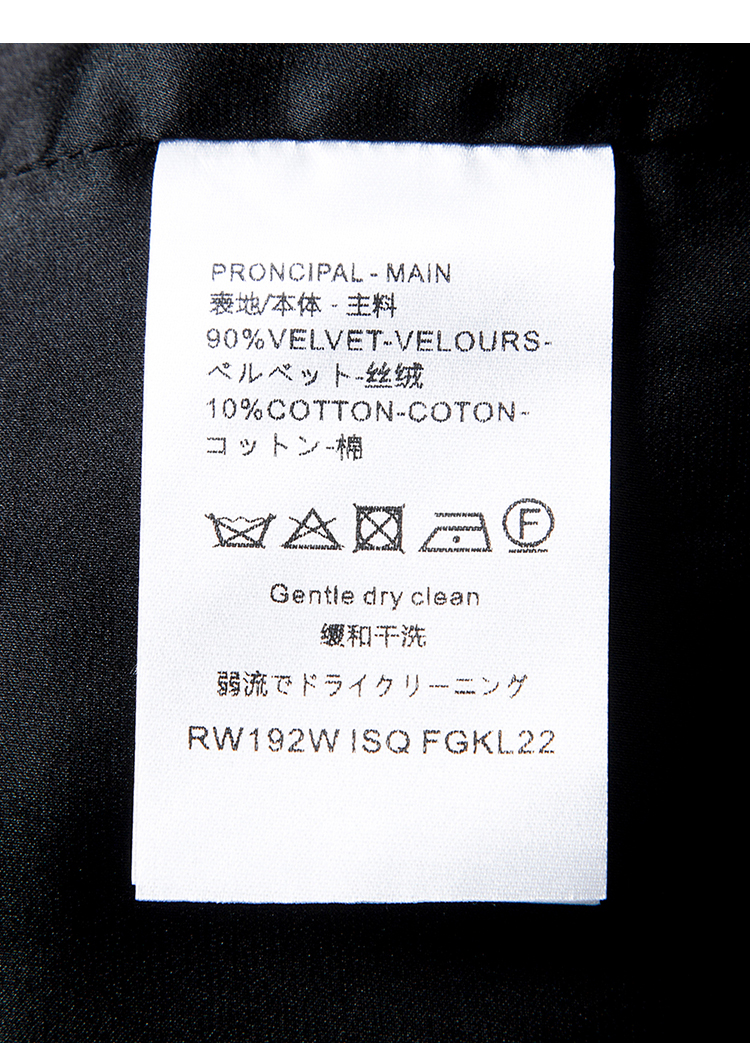 PRONCIPAL - MAIN
表地/本体 - 主料
90%VELVET-VELOURS-
ベルベット-丝绒
10%COTTON-COTON-
コットン-棉
F
Gentle dry clean
缓和干洗
弱流でドライクリーニング
RW192W ISQ FGKL22